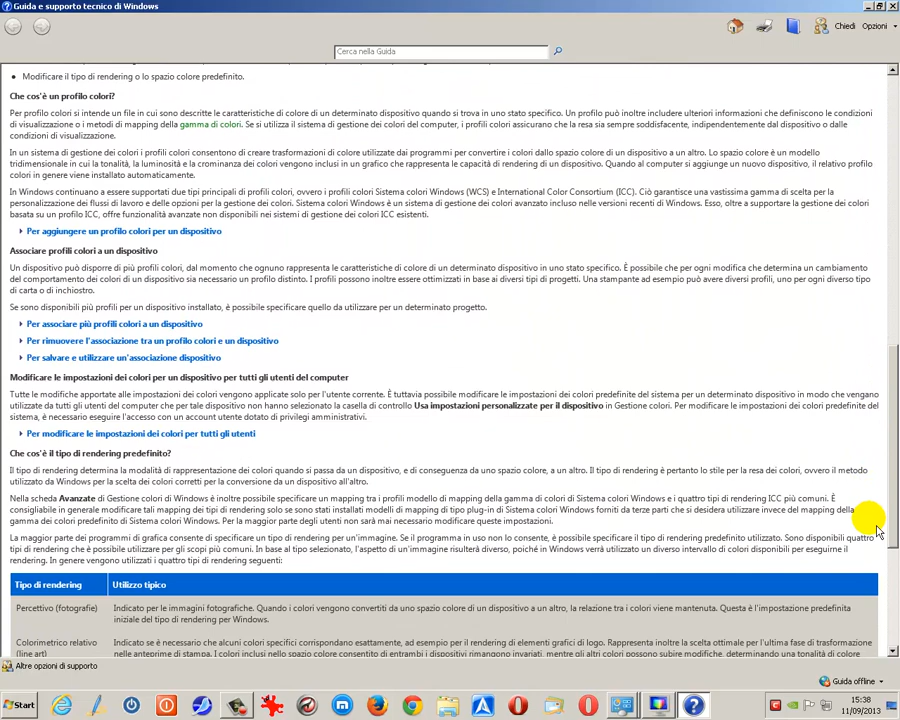 Guida e supporto tecnico di Windows
Chiedi Opzioni
Cerca nella Guida
Modificare il tipo di rendering o lo spazio colore predefinito.
Che cos'è un profilo colori?
Per profilo colori si intende un file in cui sono descritte le caratteristiche di colore di un determinato dispositivo quando si trova in uno stato specifico. Un profilo può inoltre includere ulteriori informazioni che definiscono le condizioni
di visualizzazione o i metodi di mapping della gamma di colori. Se si utilizza il sistema di gestione dei colori del computer, i profili colori assicurano che la resa sia sempre soddisfacente, indipendentemente dal dispositivo o dalle
condizioni di visualizzazione.
In un sistema di gestione dei colori i profili colori consentono di creare trasformazioni di colore utilizzate dai programmi per convertire i colori dallo spazio colore di un dispositivo a un altro. Lo spazio colore è un modello
tridimensionale in cui la tonalità, la luminosità e la crominanza dei colori vengono inclusi in un grafico che rappresenta le capacità di rendering di un dispositivo. Quando al computer si aggiunge un nuovo dispositivo, il relativo profilo
colori in genere viene installato automaticamente.
In Windows continuano a essere supportati due tipi principali di profili colori, ovvero i profili colori Sistema colori Windows (WCS) e International Color Consortium (ICC). Ciò garantisce una vastissima gamma di scelta per la
personalizzazione dei flussi di lavoro e delle opzioni per la gestione dei colori. Sistema colori Windows è un sistema di gestione dei colori avanzato incluso nelle versioni recenti di Windows. Esso, oltre a supportare la gestione dei colori
basata su un profilo ICC, offre funzionalità avanzate non disponibili nei sistemi di gestione dei colori ICC esistenti.
Per aggiungere un profilo colori per un dispositivo
Associare profili colori a un dispositivo
Un dispositivo può disporre di più profili colori, dal momento che ognuno rappresenta le caratteristiche di colore di un determinato dispositivo in uno stato specifico. È possibile che per ogni modifica che determina un cambiamento
del comportamento dei colori di un dispositivo sia necessario un profilo distinto. I profili possono inoltre essere ottimizzati in base ai diversi tipi di progetti. Una stampante ad esempio può avere diversi profili, uno per ogni diverso tipo
di carta o di inchiostro.
Se sono disponibili più profili per un dispositivo installato, è possibile specificare quello da utilizzare per un determinato progetto.
Per associare più profili colori a un dispositivo
Per rimuovere l'associazione tra un profilo colori e un dispositivo
Per salvare e utilizzare un'associazione dispositivo
Modificare le impostazioni dei colori per un dispositivo per tutti gli utenti del computer
Tutte le modifiche apportate alle impostazioni dei colori vengono applicate solo per l'utente corrente. È tuttavia possibile modificare le impostazioni dei colori predefinite del sistema per un determinato dispositivo in modo che vengano
utilizzate da tutti gli utenti del computer che per tale dispositivo non hanno selezionato la casella di controllo Usa impostazioni personalizzate per il dispositivo in Gestione colori. Per modificare le impostazioni dei colori predefinite del
sistema, è necessario eseguire l'accesso con un account utente dotato di privilegi amministrativi.
Per modificare le impostazioni dei colori per tutti gli utenti
Che cos'è il tipo di rendering predefinito?
Il tipo di rendering determina la modalità di rappresentazione dei colori quando si passa da un dispositivo, e di conseguenza da uno spazio colore, a un altro. Il tipo di rendering è pertanto lo stile per la resa dei colori, ovvero il metodo
utilizzato da Windows per la scelta dei colori corretti per la conversione da un dispositivo all'altro.
Nella scheda Avanzate di Gestione colori di Windows è inoltre possibile specificare un mapping tra i profili modello di mapping della gamma di colori di Sistema colori Windows e i quattro tipi di rendering ICC più comuni. È
consigliabile in generale modificare tali mapping dei tipi di rendering solo se sono stati installati modelli di mapping di tipo plug-in di Sistema colori Windows forniti da terze parti che si desidera utilizzare invece del mapping della
gamma dei colori predefinito di Sistema colori Windows. Per la maggior parte degli utenti non sarà mai necessario modificare queste impostazioni.
La maggior parte dei programmi di grafica consente di specificare un tipo di rendering per un'immagine. Se il programma in uso non lo consente, è possibile specificare il tipo di rendering predefinito utilizzato. Sono disponibili quattro
tipi di rendering che è possibile utilizzare per gli scopi più comuni. In base al tipo selezionato, l'aspetto di un'immagine risulterà diverso, poiché in Windows verrà utilizzato un diverso intervallo di colori disponibili per eseguirne il
rendering. In genere vengono utilizzati i quattro tipi di rendering seguenti:
Tipo di rendering Utilizzo tipico
Percettivo (fotografie) Indicato per le immagini fotografiche. Quando i colori vengono convertiti da uno spazio colore di un dispositivo a un altro, la relazione tra i colori viene mantenuta. Questa è l'impostazione predefinita
iniziale del tipo di rendering per Windows.
Colorimetrico relativo Indicato se è necessario che alcuni colori specifici corrispondano esattamente, ad esempio per il rendering di elementi grafici di logo. Rappresenta inoltre la scelta ottimale per l'ultima fase di trasformazione
(line art) nelle anteprime di stampa. I colori inclusi nello spazio colore consentito di entrambi i dispositivi rimangono invariati, mentre gli altri colori possono subire modifiche, determinando una tonalità di colore
Altre opzioni di supporto
Guida offline
Start
15:38
11/09/2013